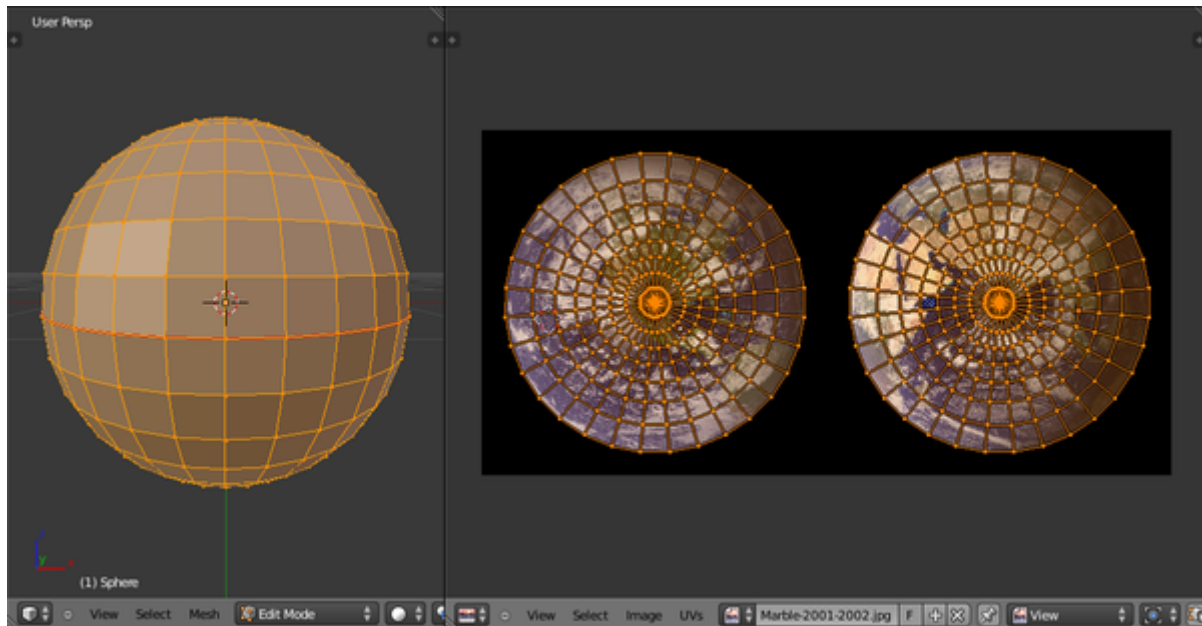 User Persp
z
y
x
(1) Sphere
View Select Mesh Edit Mode
View Select Image UVs Marble-2001-2002.jpg F View